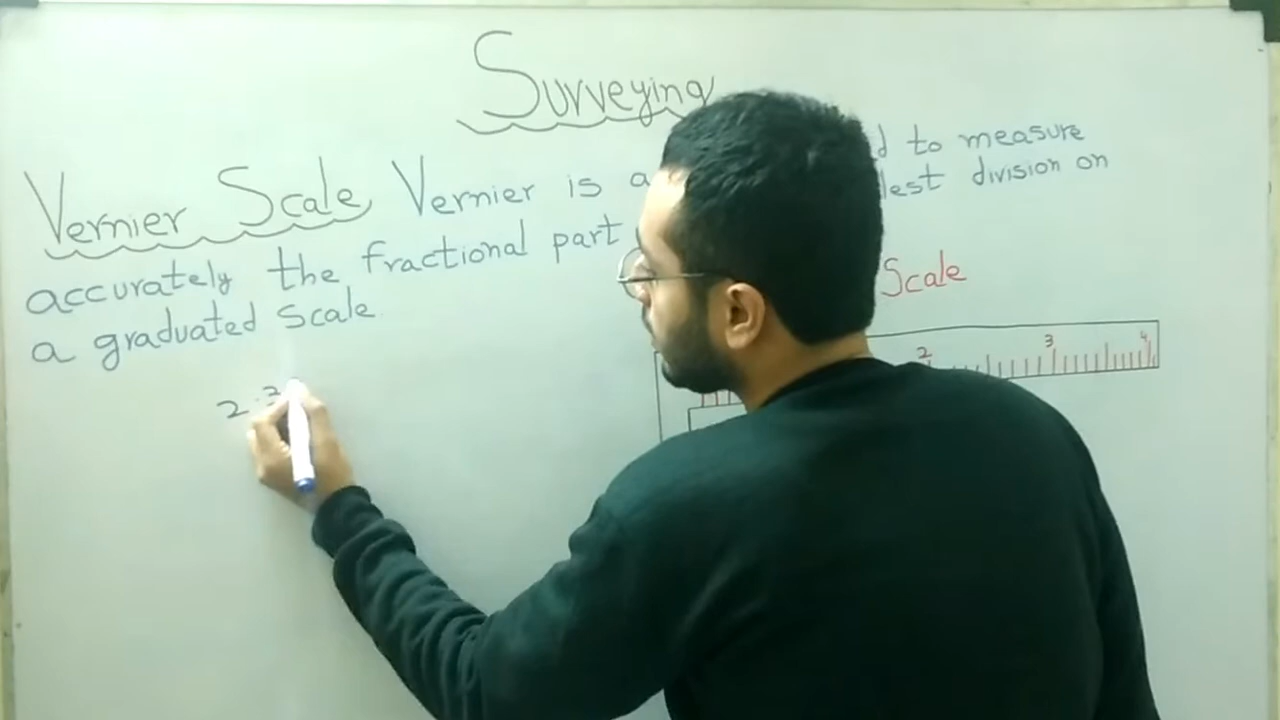 Surveying
Vernier Scale Vernier is a to measure
accurately the fractional part division on
a graduated scale.
Scale
2 3 4
2.3